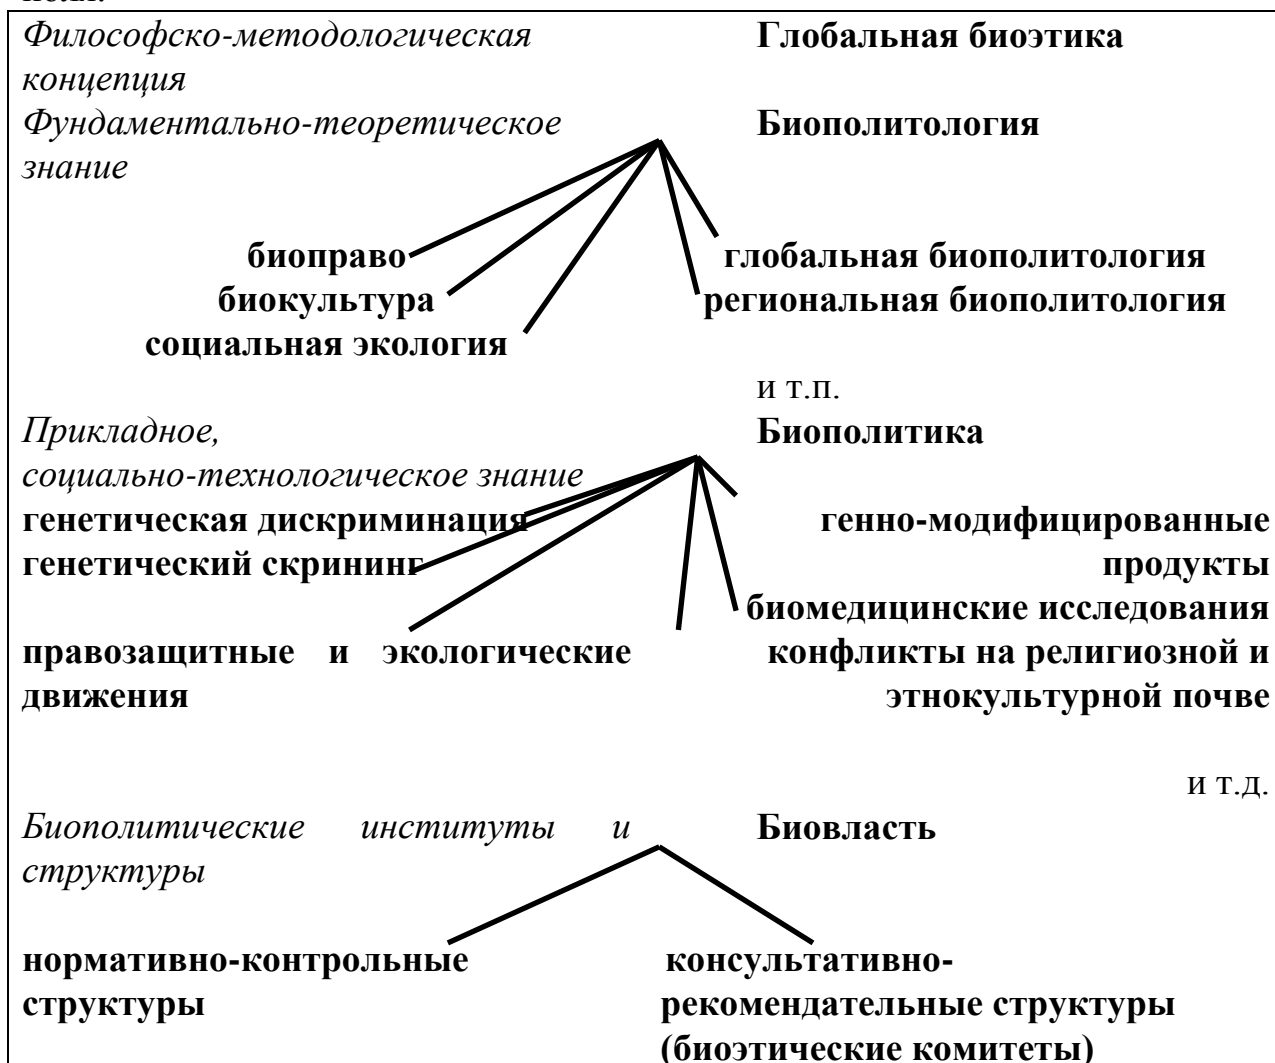 Философско-методологическая Глобальная биоэтика
концепция
Фундаментально-теоретическое Биополитология
знание
биоправо глобальная биополитология
биокультура региональная биополитология
социальная экология
и т.п.
Прикладное, Биополитика
социально-технологическое знание
генетическая дискриминация генно-модифицированные
генетический скрининг продукты
биомедицинские исследования
правозащитные и экологические конфликты на религиозной и
движения этнокультурной почве
и т.д.
Биополитические институты и Биовласть
структуры
нормативно-контрольные консультативно-
структуры рекомендательные структуры
(биоэтические комитеты)